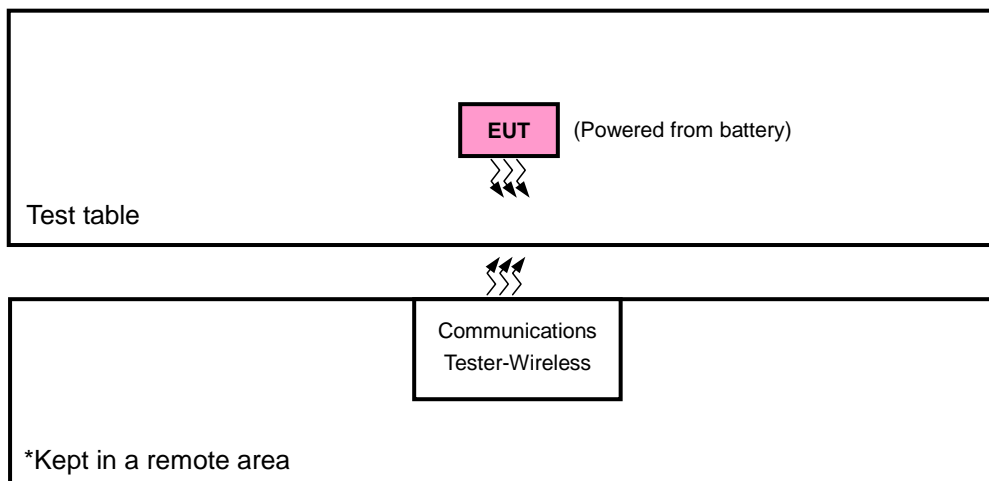 EUT
(Powered from battery)
Test table
Communications
Tester-Wireless
*Kept in a remote area